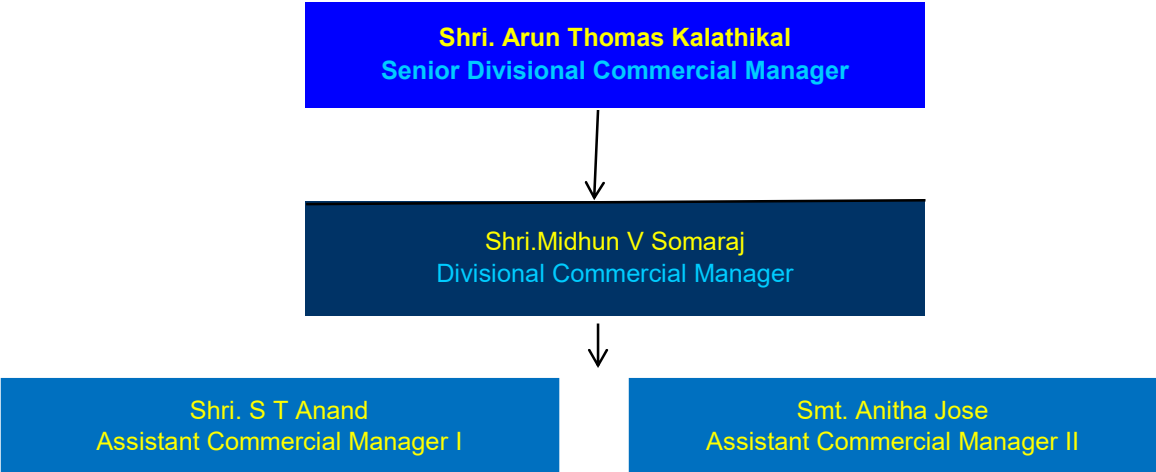 Shri. Arun Thomas Kalathikal
Senior Divisional Commercial Manager
Shri.Midhun V Somaraj
Divisional Commercial Manager
Shri. S T Anand
Assistant Commercial Manager I
Smt. Anitha Jose
Assistant Commercial Manager II